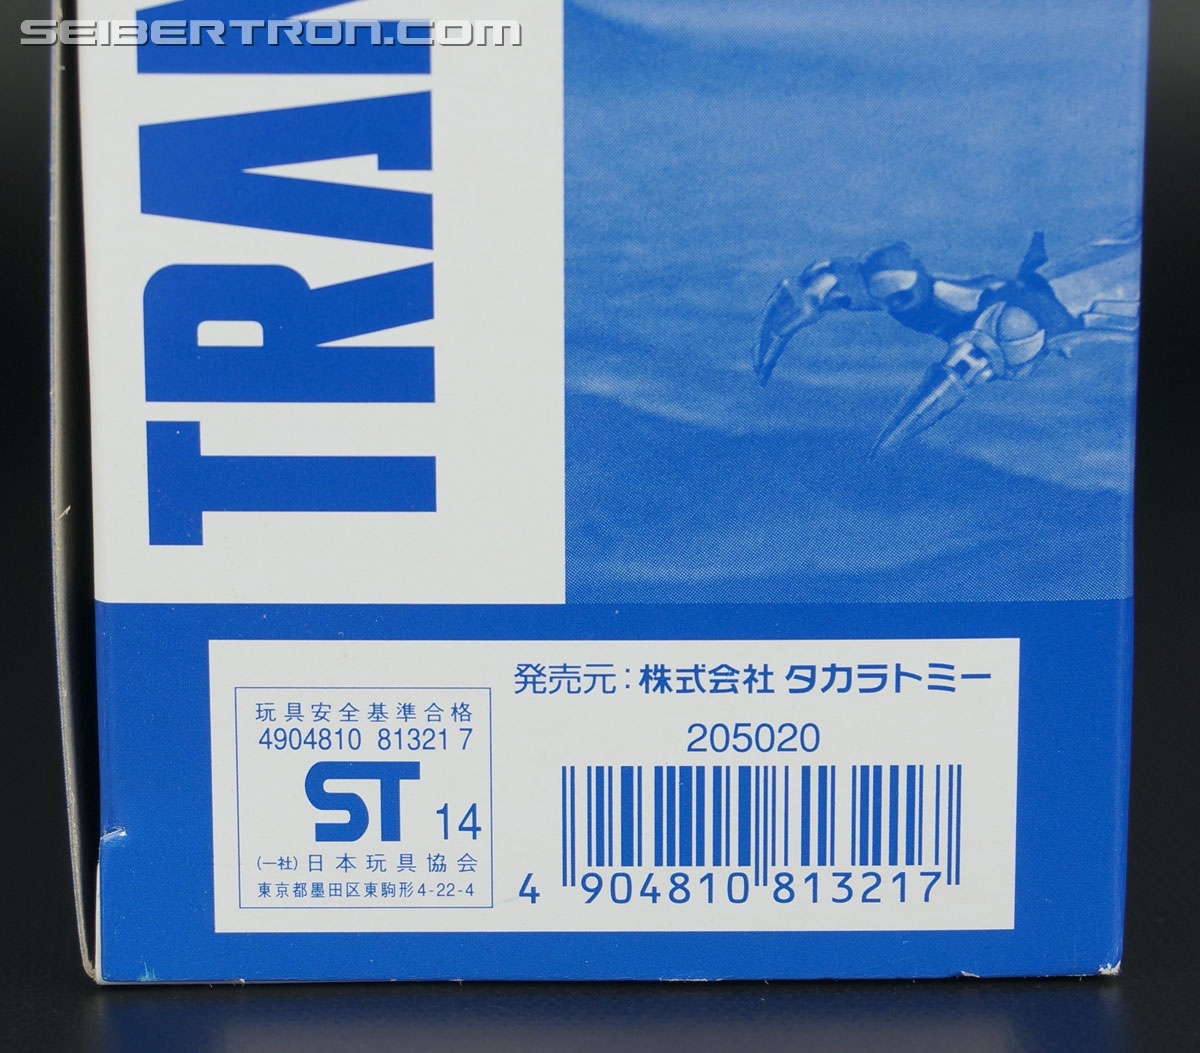 SEIBERTRON.com
TRAN
発売元：株式会社 タカラトミー
205020
4 904810 813217
玩具安全基準合格
4904810 81321 7
ST 14
(一社)日本玩具協会
東京都墨田区東駒形4-22-4